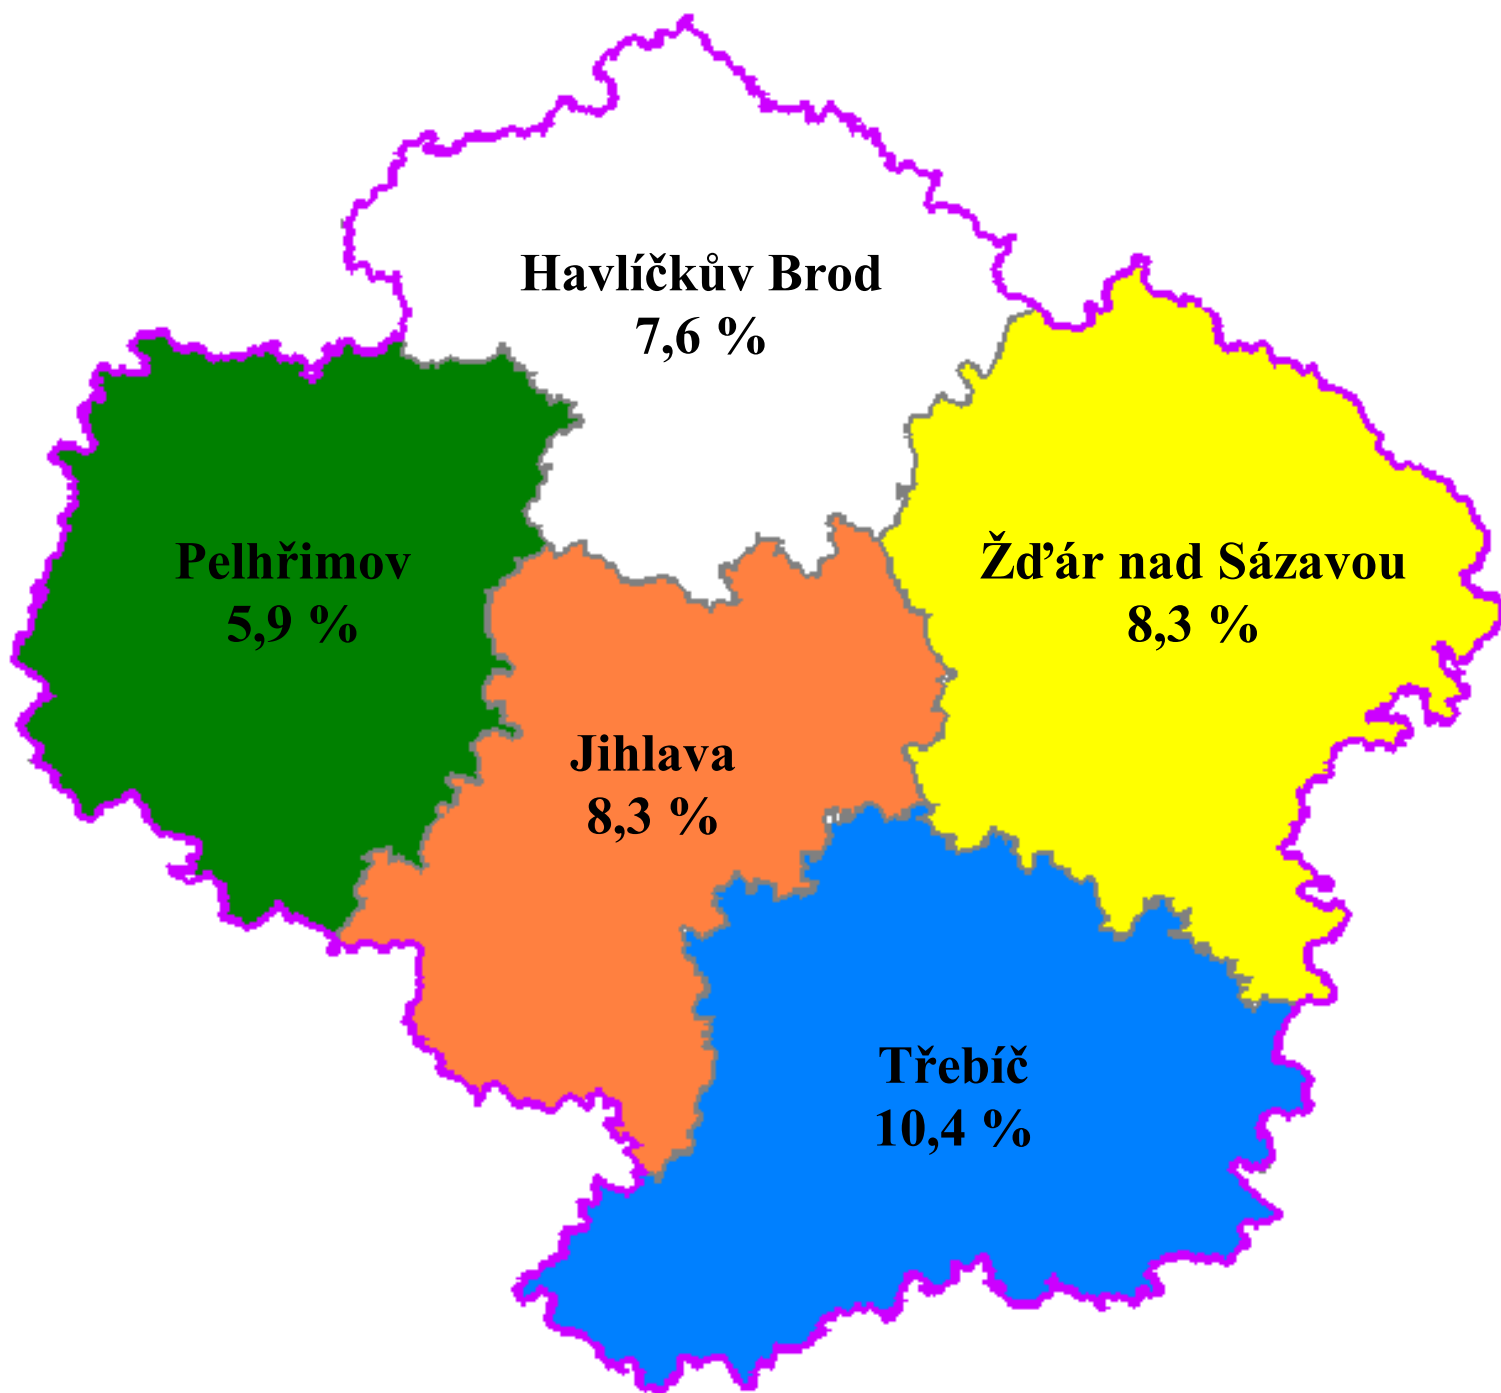 Havlíčkův Brod
7,6 %
Pelhřimov
5,9 %
Žďár nad Sázavou
8,3 %
Jihlava
8,3 %
Třebíč
10,4 %